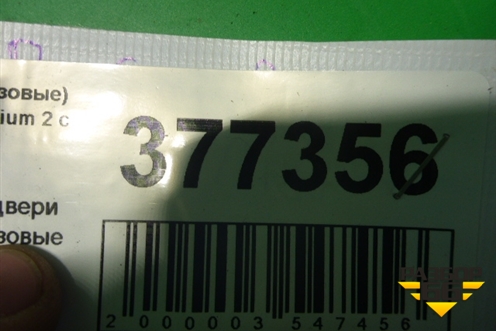 зовые)
ium 2 с
377356
двери
зовые
2 000003 547456